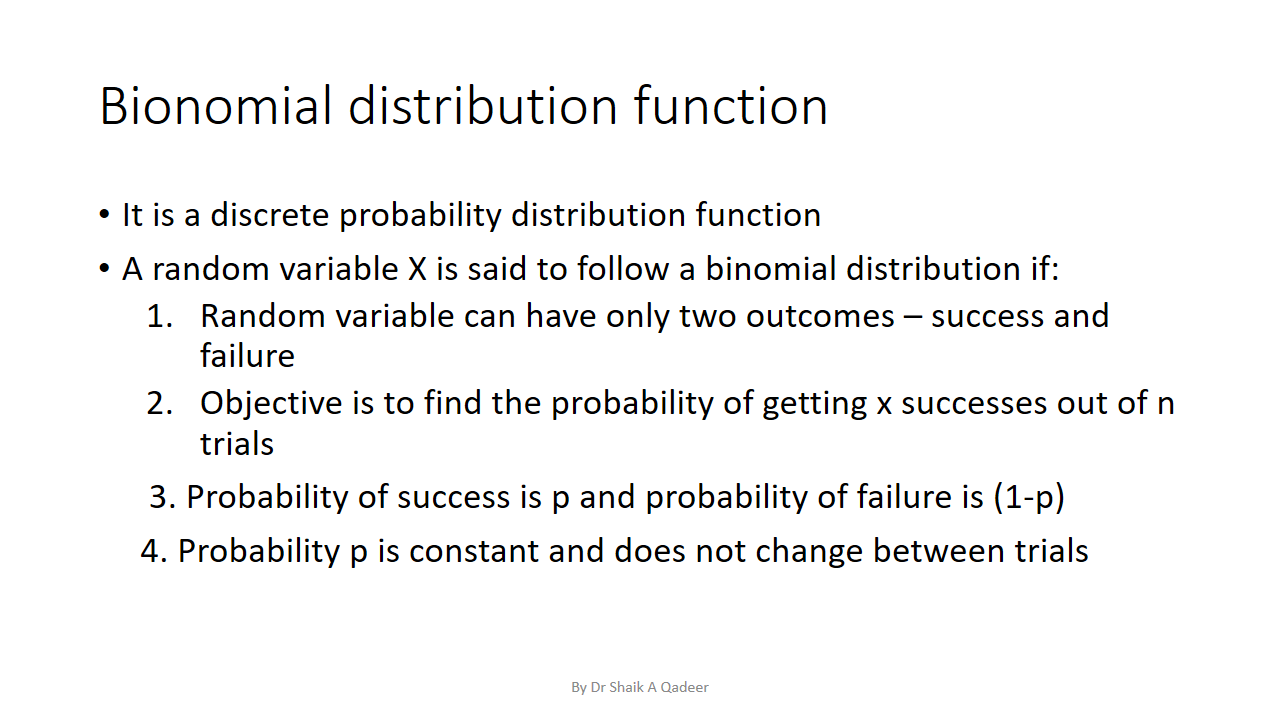 Bionomial distribution function
• It is a discrete probability distribution function
• A random variable X is said to follow a binomial distribution if:
1. Random variable can have only two outcomes – success and
failure
2. Objective is to find the probability of getting x successes out of n
trials
3. Probability of success is p and probability of failure is (1-p)
4. Probability p is constant and does not change between trials
By Dr Shaik A Qadeer